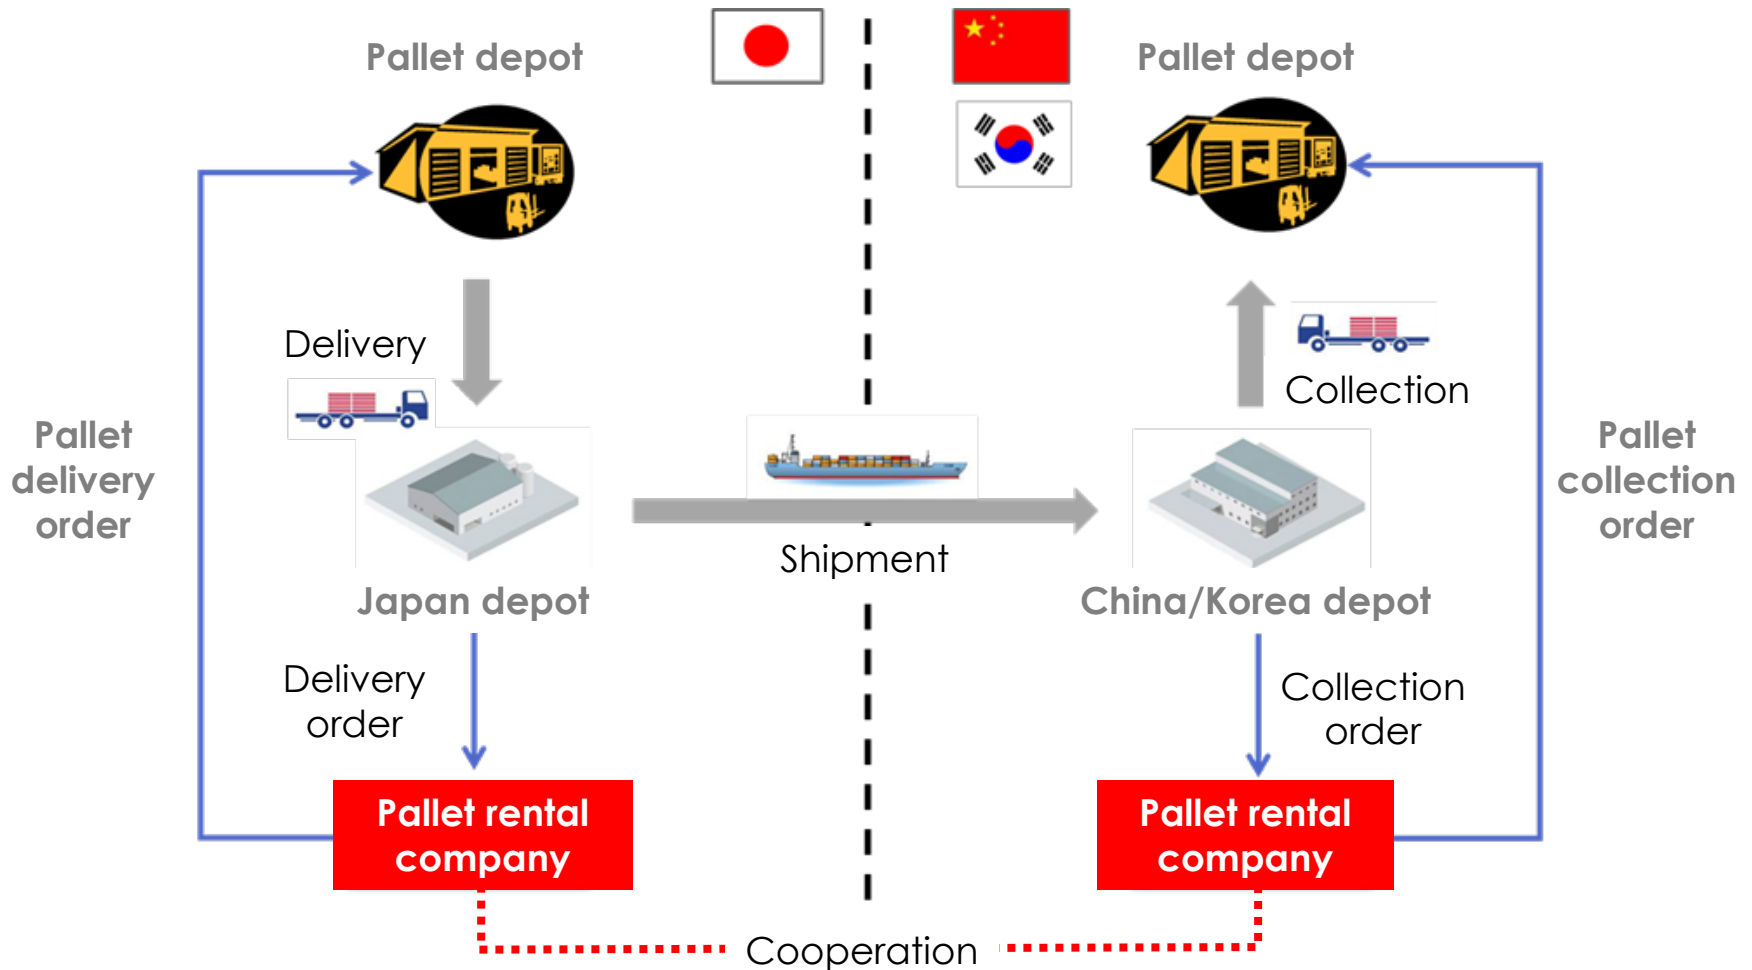 Pallet depot
Pallet depot
Delivery
Collection
Pallet
delivery
order
Pallet
collection
order
Shipment
Japan depot
China/Korea depot
Delivery
order
Collection
order
Pallet rental
company
Pallet rental
company
Cooperation